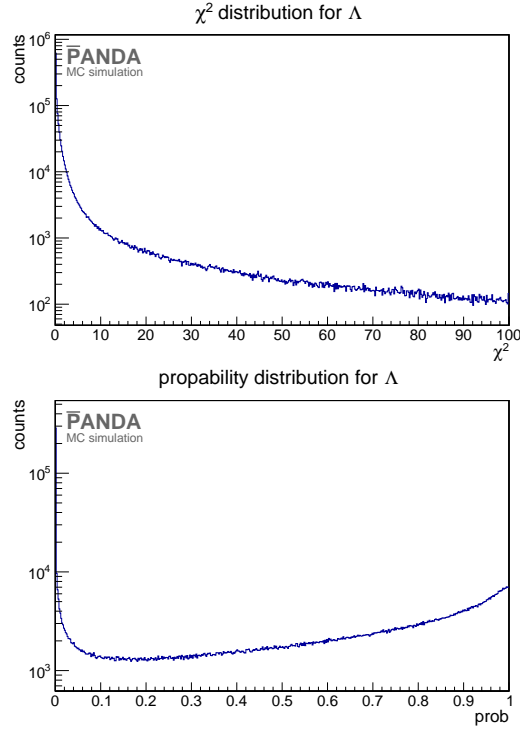 χ² distribution for Λ
counts
10⁶
P̅ANDA
MC simulation
10⁵
10⁴
10³
10²
0 10 20 30 40 50 60 70 80 90 100
χ²
propability distribution for Λ
counts
P̅ANDA
MC simulation
10⁵
10⁴
10³
0 0.1 0.2 0.3 0.4 0.5 0.6 0.7 0.8 0.9 1
prob